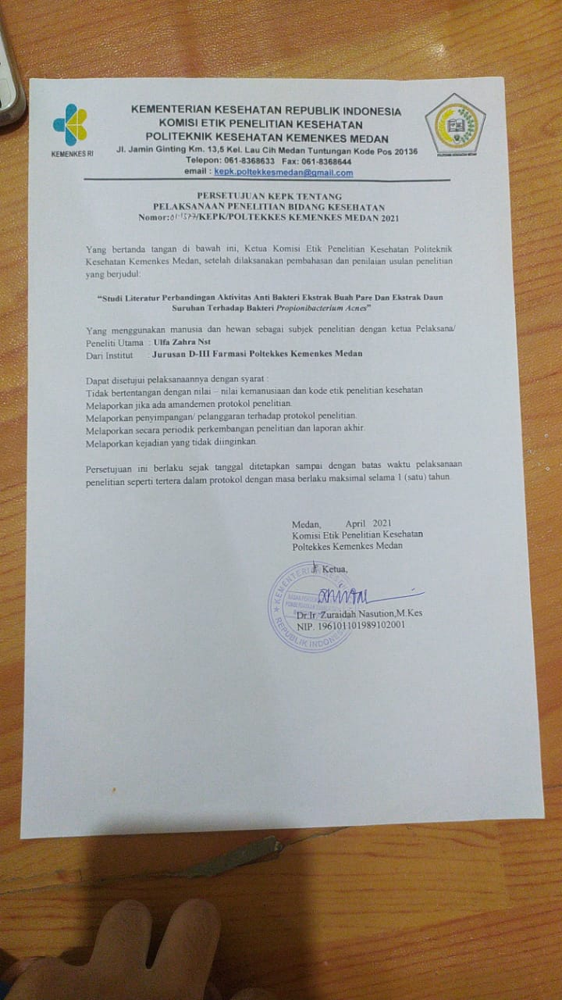 KEMENTERIAN KESEHATAN REPUBLIK INDONESIA
KOMISI ETIK PENELITIAN KESEHATAN
POLITEKNIK KESEHATAN KEMENKES MEDAN
KEMENKES RI
Jl. Jamin Ginting Km. 13,5 Kel. Lau Cih Medan Tuntungan Kode Pos 20136
Telepon: 061-8368633 Fax: 061-8368644
email : kepk.poltekkesmedan@gmail.com
PERSETUJUAN KEPK TENTANG
PELAKSANAAN PENELITIAN BIDANG KESEHATAN
Nomor: /KEPK/POLTEKKES KEMENKES MEDAN 2021
Yang bertanda tangan di bawah ini, Ketua Komisi Etik Penelitian Kesehatan Politeknik
Kesehatan Kemenkes Medan, setelah dilaksanakan pembahasan dan penilaian usulan penelitian
yang berjudul:
“Studi Literatur Perbandingan Aktivitas Anti Bakteri Ekstrak Buah Pare Dan Ekstrak Daun
Suruhan Terhadap Bakteri Propionibacterium Acnes”
Yang menggunakan manusia dan hewan sebagai subjek penelitian dengan ketua Pelaksana/
Peneliti Utama : Ulfa Zahra Nst
Dari Institut : Jurusan D-III Farmasi Poltekkes Kemenkes Medan
Dapat disetujui pelaksanaannya dengan syarat :
Tidak bertentangan dengan nilai – nilai kemanusiaan dan kode etik penelitian kesehatan
Melaporkan jika ada amandemen protokol penelitian.
Melaporkan penyimpangan/ pelanggaran terhadap protokol penelitian.
Melaporkan secara periodik perkembangan penelitian dan laporan akhir.
Melaporkan kejadian yang tidak diinginkan.
Persetujuan ini berlaku sejak tanggal ditetapkan sampai dengan batas waktu pelaksanaan
penelitian seperti tertera dalam protokol dengan masa berlaku maksimal selama 1 (satu) tahun.
Medan, April 2021
Komisi Etik Penelitian Kesehatan
Poltekkes Kemenkes Medan
Ketua,
Dr.Ir. Zuraidah Nasution,M.Kes
NIP. 196101101989102001
REPUBLIK INDONESIA